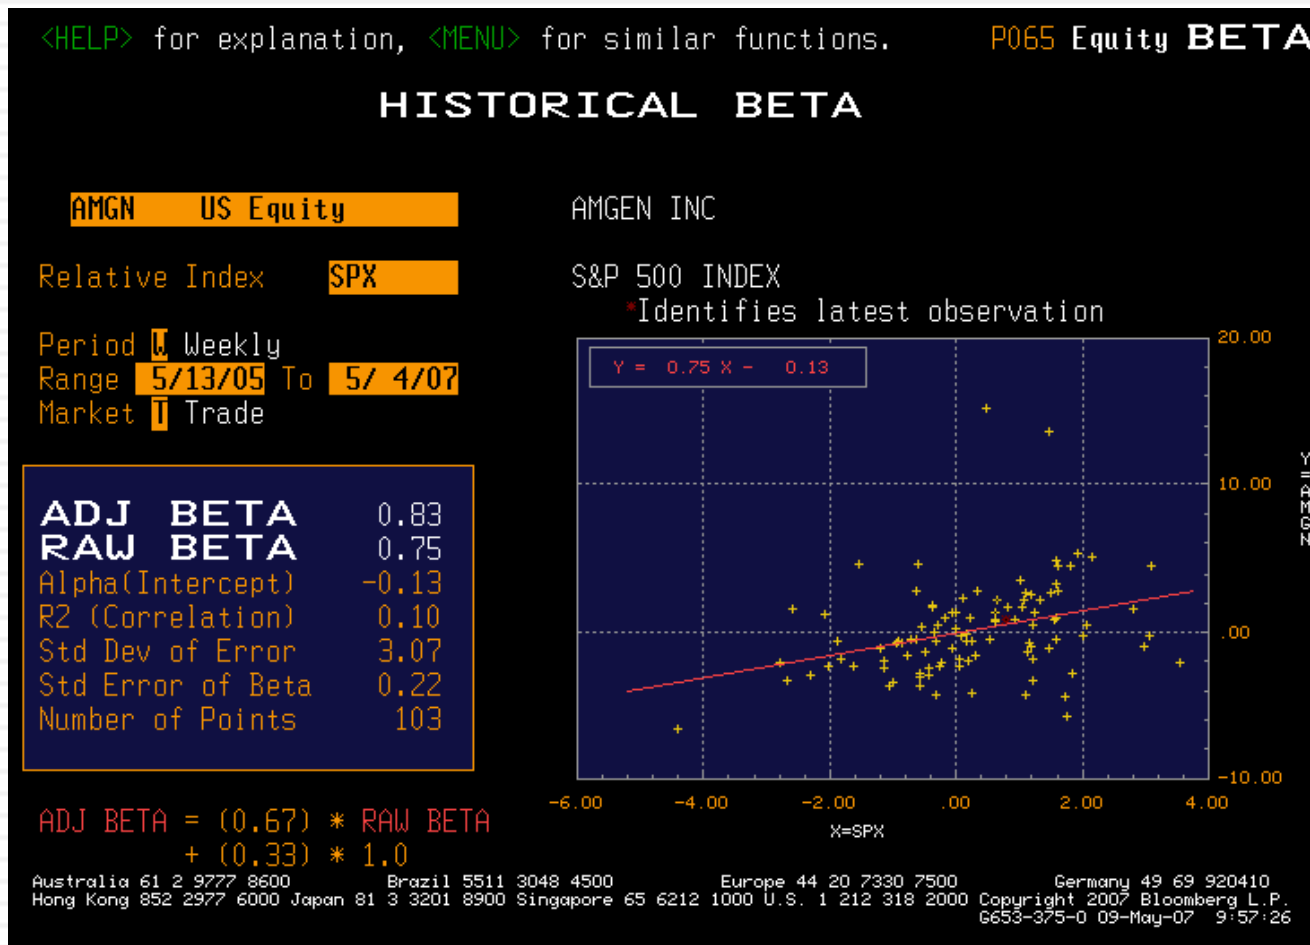 <HELP> for explanation, <MENU> for similar functions. P065 Equity BETA
HISTORICAL BETA
AMGN US Equity AMGEN INC
Relative Index SPX S&P 500 INDEX
*Identifies latest observation
Period W Weekly
Range 5/13/05 To 5/ 4/07
Market T Trade
Y = 0.75 X - 0.13
20.00
10.00
.00
-10.00
Y=AMGN
-6.00 -4.00 -2.00 .00 2.00 4.00
X=SPX
ADJ BETA 0.83
RAW BETA 0.75
Alpha(Intercept) -0.13
R2 (Correlation) 0.10
Std Dev of Error 3.07
Std Error of Beta 0.22
Number of Points 103
ADJ BETA = (0.67) * RAW BETA
+ (0.33) * 1.0
Australia 61 2 9777 8600 Brazil 5511 3048 4500 Europe 44 20 7330 7500 Germany 49 69 920410
Hong Kong 852 2977 6000 Japan 81 3 3201 8900 Singapore 65 6212 1000 U.S. 1 212 318 2000 Copyright 2007 Bloomberg L.P.
G653-375-0 09-May-07 9:57:26